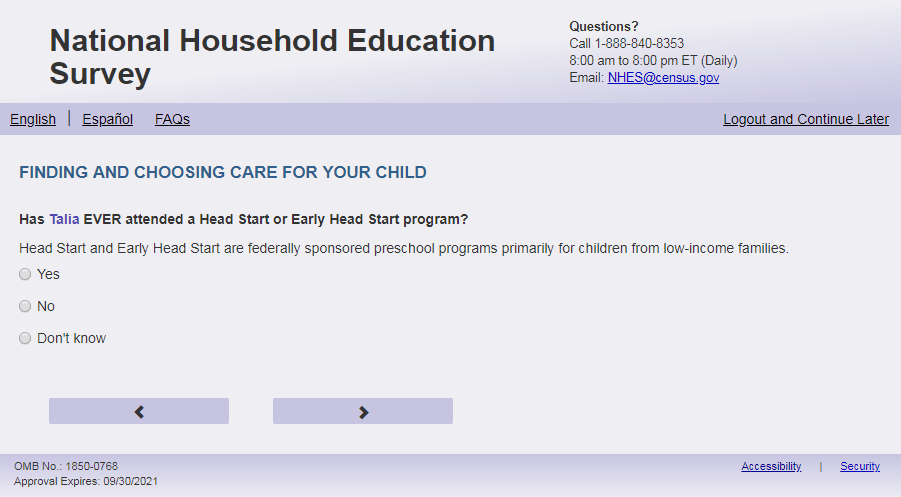 National Household Education
Survey
Questions?
Call 1-888-840-8353
8:00 am to 8:00 pm ET (Daily)
Email: NHES@census.gov
English | Español FAQs Logout and Continue Later
FINDING AND CHOOSING CARE FOR YOUR CHILD
Has Talia EVER attended a Head Start or Early Head Start program?
Head Start and Early Head Start are federally sponsored preschool programs primarily for children from low-income families.
Yes
No
Don't know
OMB No.: 1850-0768
Approval Expires: 09/30/2021
Accessibility | Security